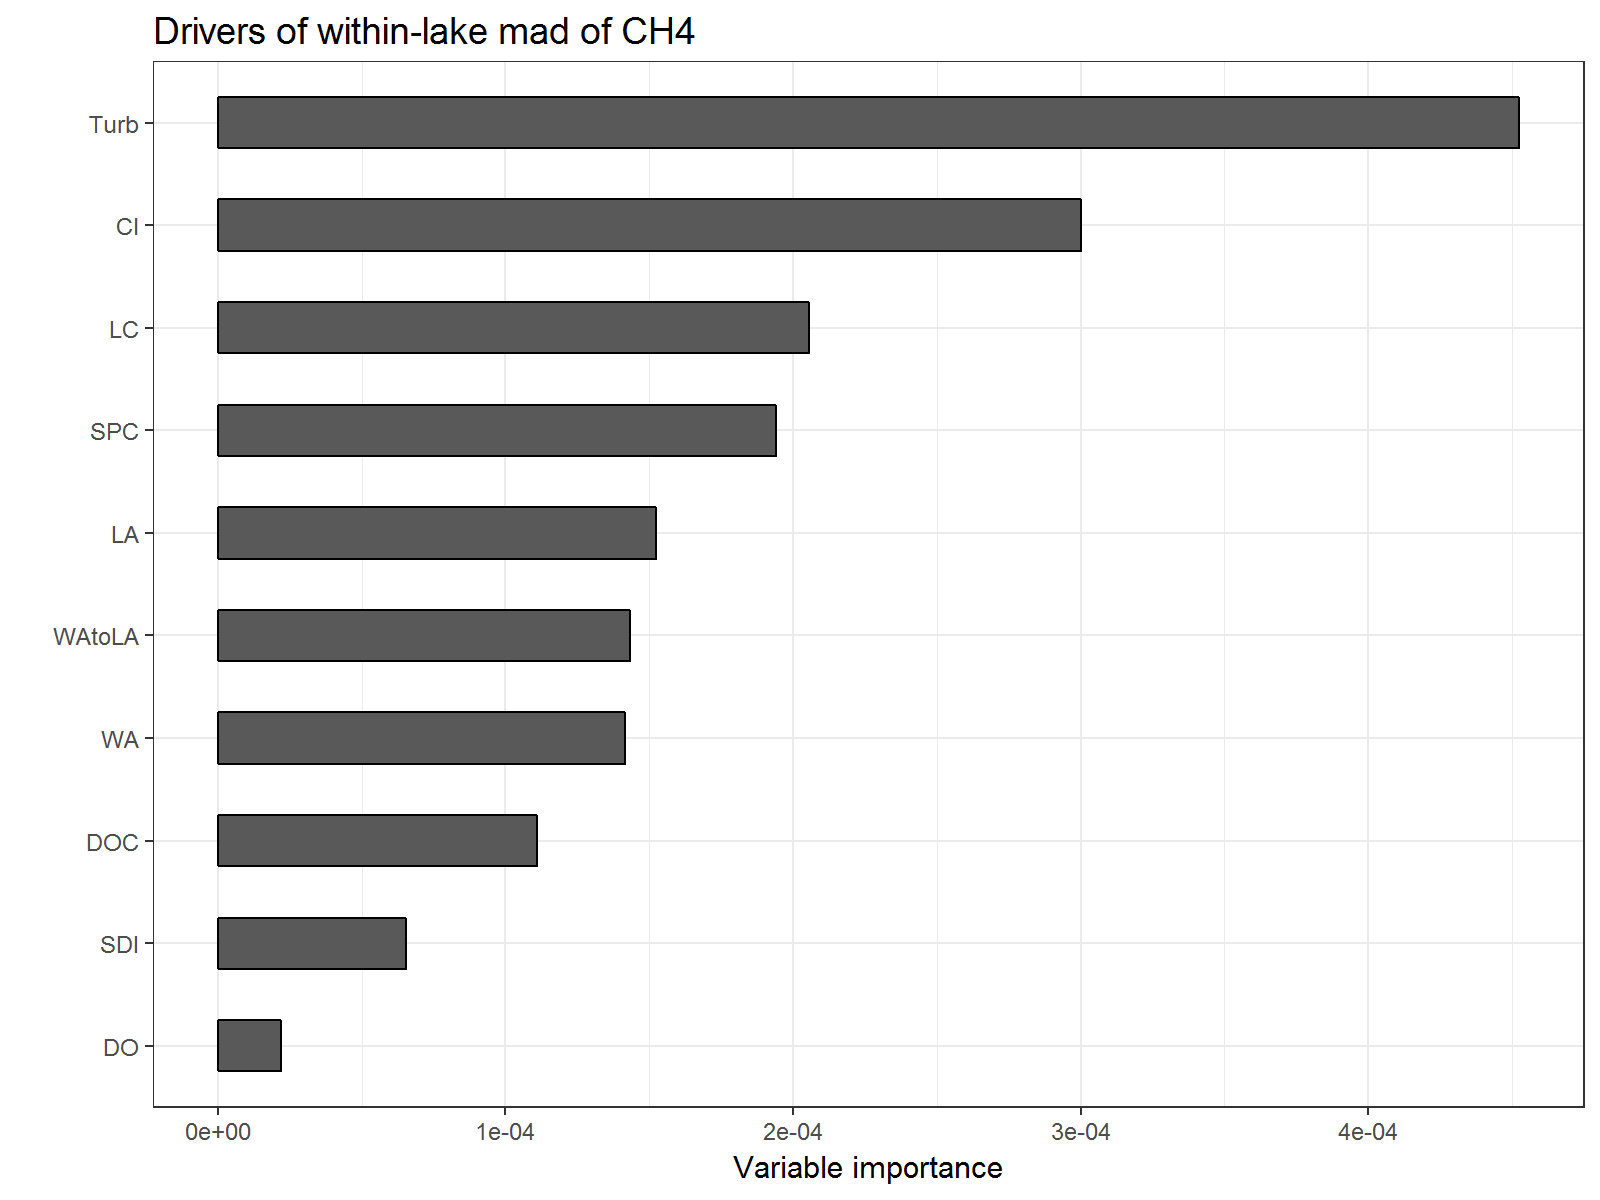 Drivers of within-lake mad of CH4
Turb
CI
LC
SPC
LA
WAtoLA
WA
DOC
SDI
DO
0e+00 1e-04 2e-04 3e-04 4e-04
Variable importance